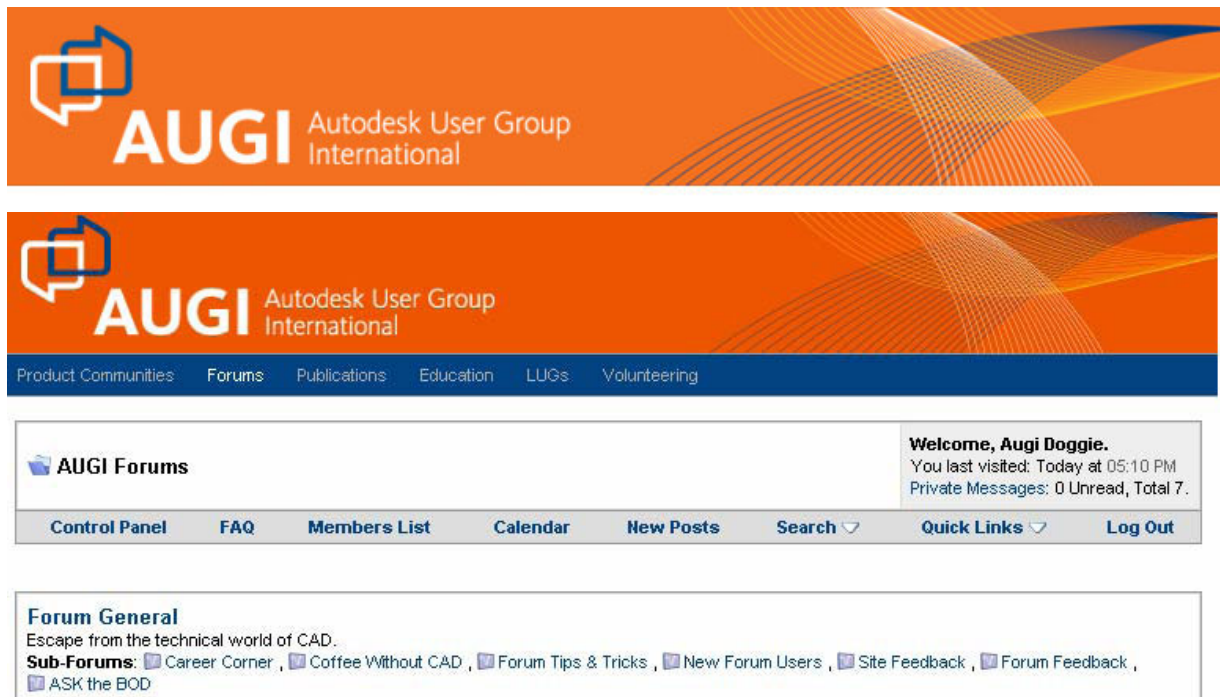 AUGI Autodesk User Group
International
AUGI Autodesk User Group
International
Product Communities Forums Publications Education LUGs Volunteering
AUGI Forums
Welcome, Augi Doggie.
You last visited: Today at 05:10 PM
Private Messages: 0 Unread, Total 7.
Control Panel FAQ Members List Calendar New Posts Search Quick Links Log Out
Forum General
Escape from the technical world of CAD.
Sub-Forums: Career Corner , Coffee Without CAD , Forum Tips & Tricks , New Forum Users , Site Feedback , Forum Feedback ,
ASK the BOD